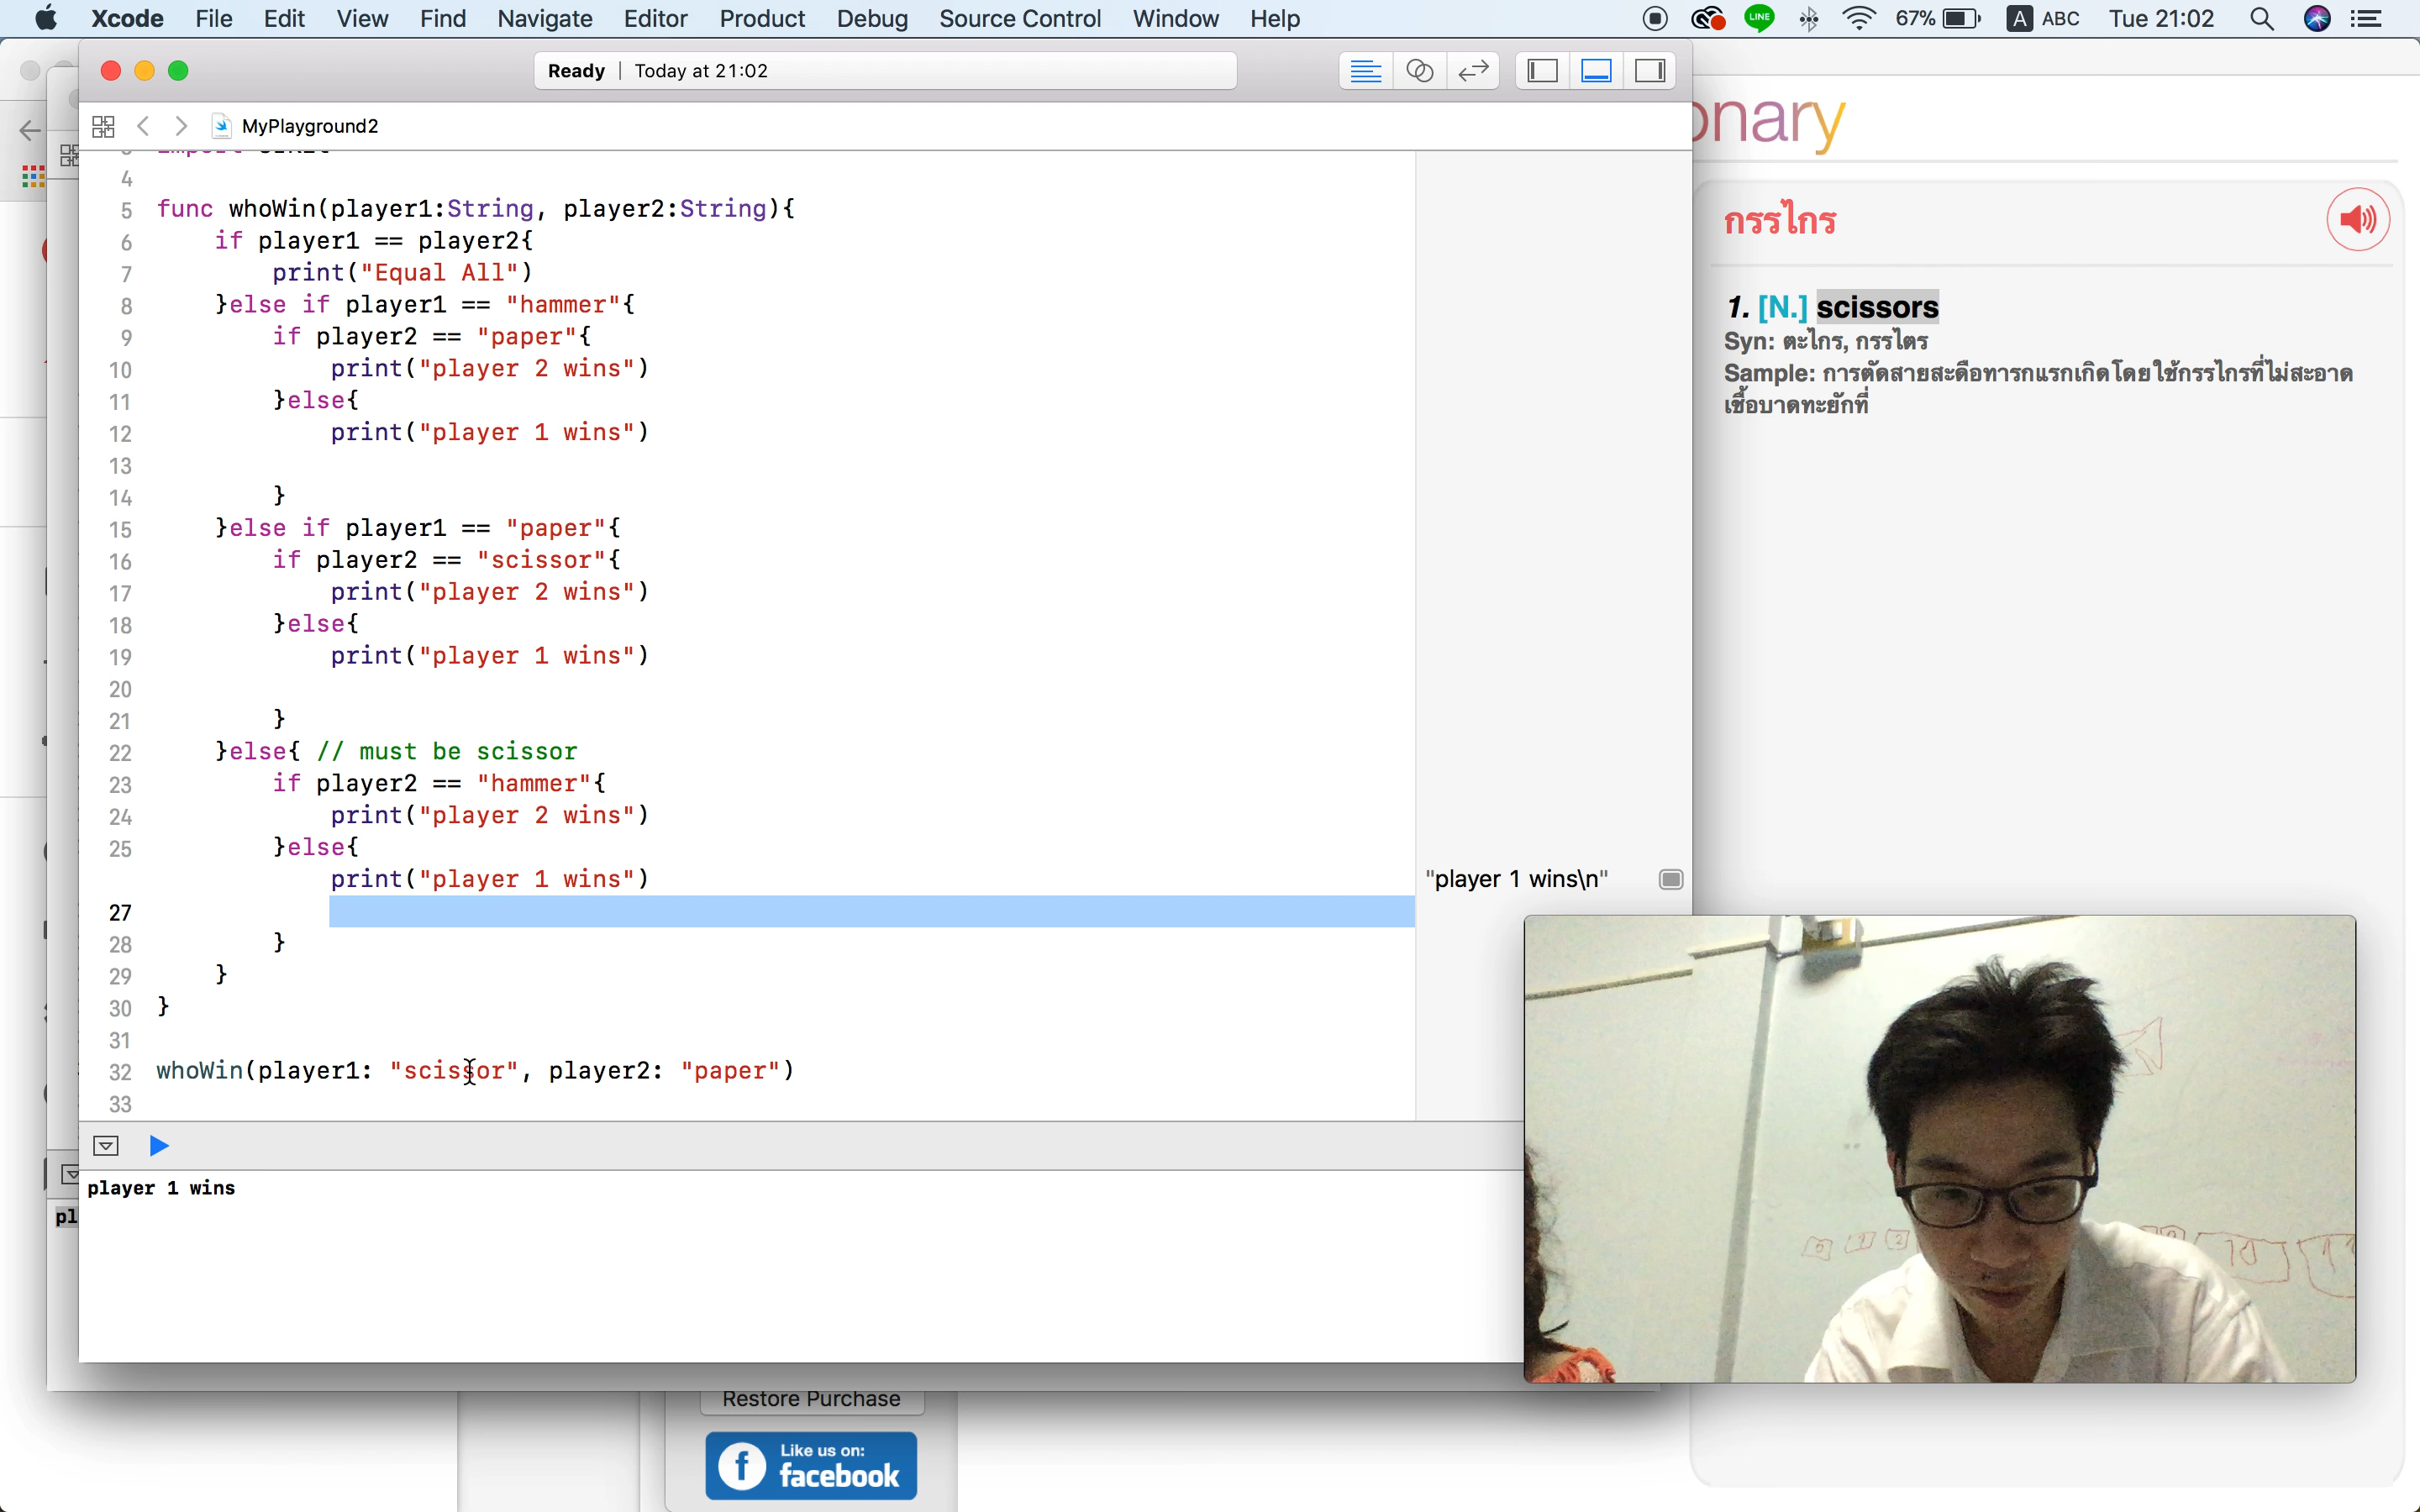 Xcode File Edit View Find Navigate Editor Product Debug Source Control Window Help LINE 67% A ABC Tue 21:02
Ready | Today at 21:02
MyPlayground2
4
5 func whoWin(player1:String, player2:String){
6 if player1 == player2{
7 print("Equal All")
8 }else if player1 == "hammer"{
9 if player2 == "paper"{
10 print("player 2 wins")
11 }else{
12 print("player 1 wins")
13
14 }
15 }else if player1 == "paper"{
16 if player2 == "scissor"{
17 print("player 2 wins")
18 }else{
19 print("player 1 wins")
20
21 }
22 }else{ // must be scissor
23 if player2 == "hammer"{
24 print("player 2 wins")
25 }else{
print("player 1 wins")
27
28 }
29 }
30 }
31
32 whoWin(player1: "scissor", player2: "paper")
33
"player 1 wins\n"
player 1 wins
pl
onary
กรรไกร
1. [N.] scissors
Syn: ตะไกร, กรรไตร
Sample: การตัดสายสะดือทารกแรกเกิดโดยใช้กรรไกรที่ไม่สะอาด
เชื้อบาดทะยักที่
0 1 2
10
Restore Purchase
Like us on:
facebook